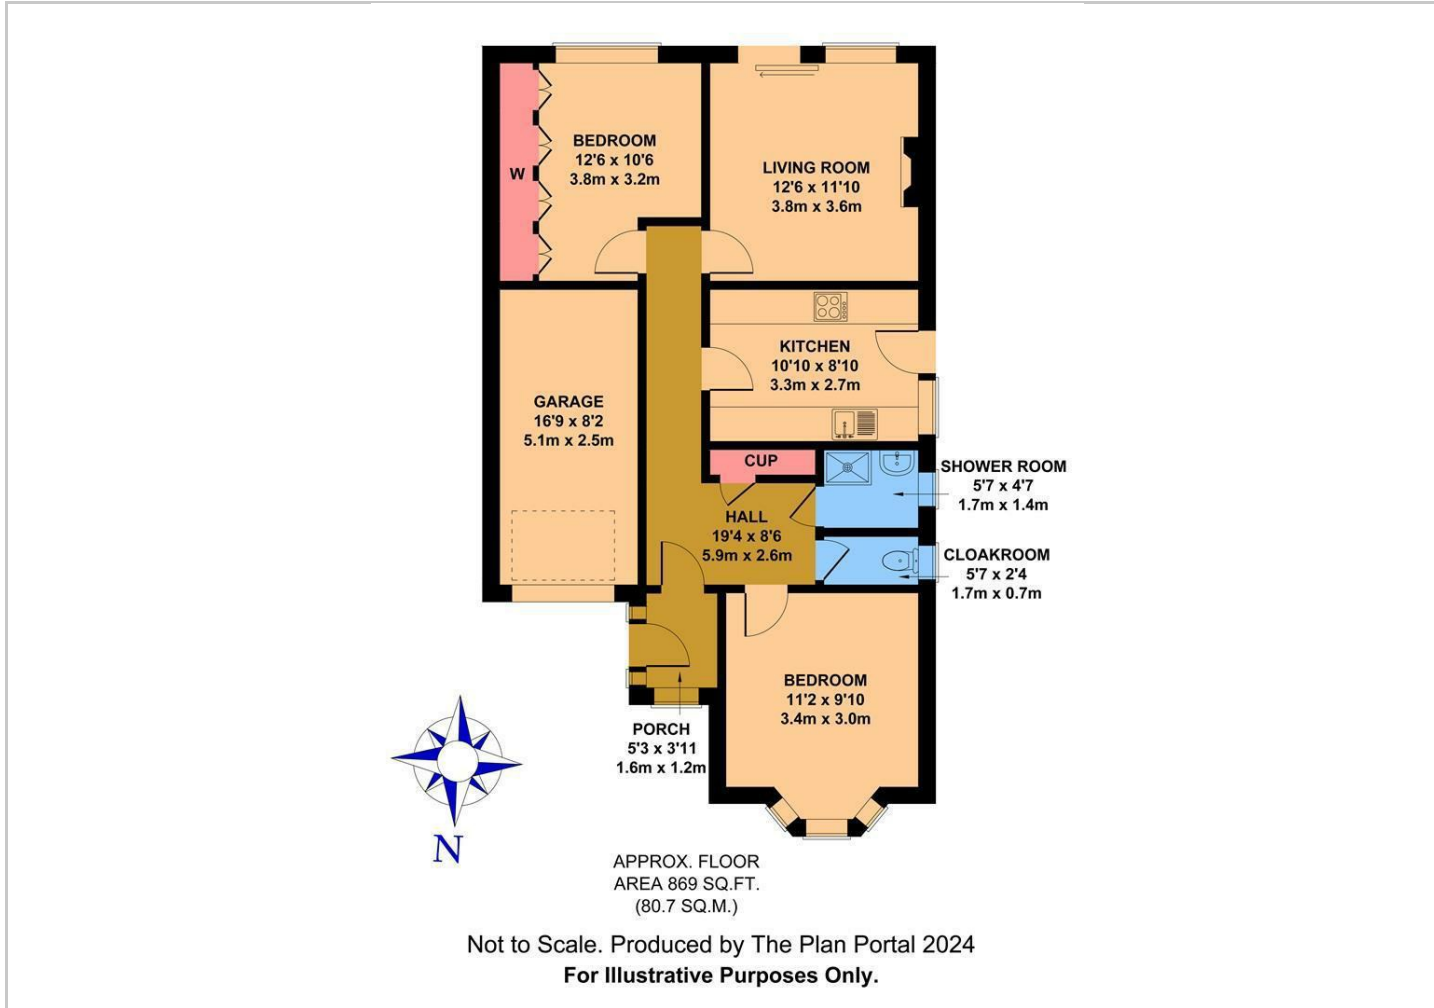 BEDROOM
12'6 x 10'6
3.8m x 3.2m
W
LIVING ROOM
12'6 x 11'10
3.8m x 3.6m
KITCHEN
10'10 x 8'10
3.3m x 2.7m
GARAGE
16'9 x 8'2
5.1m x 2.5m
CUP
SHOWER ROOM
5'7 x 4'7
1.7m x 1.4m
HALL
19'4 x 8'6
5.9m x 2.6m
CLOAKROOM
5'7 x 2'4
1.7m x 0.7m
BEDROOM
11'2 x 9'10
3.4m x 3.0m
PORCH
5'3 x 3'11
1.6m x 1.2m
N
APPROX. FLOOR
AREA 869 SQ.FT.
(80.7 SQ.M.)
Not to Scale. Produced by The Plan Portal 2024
For Illustrative Purposes Only.